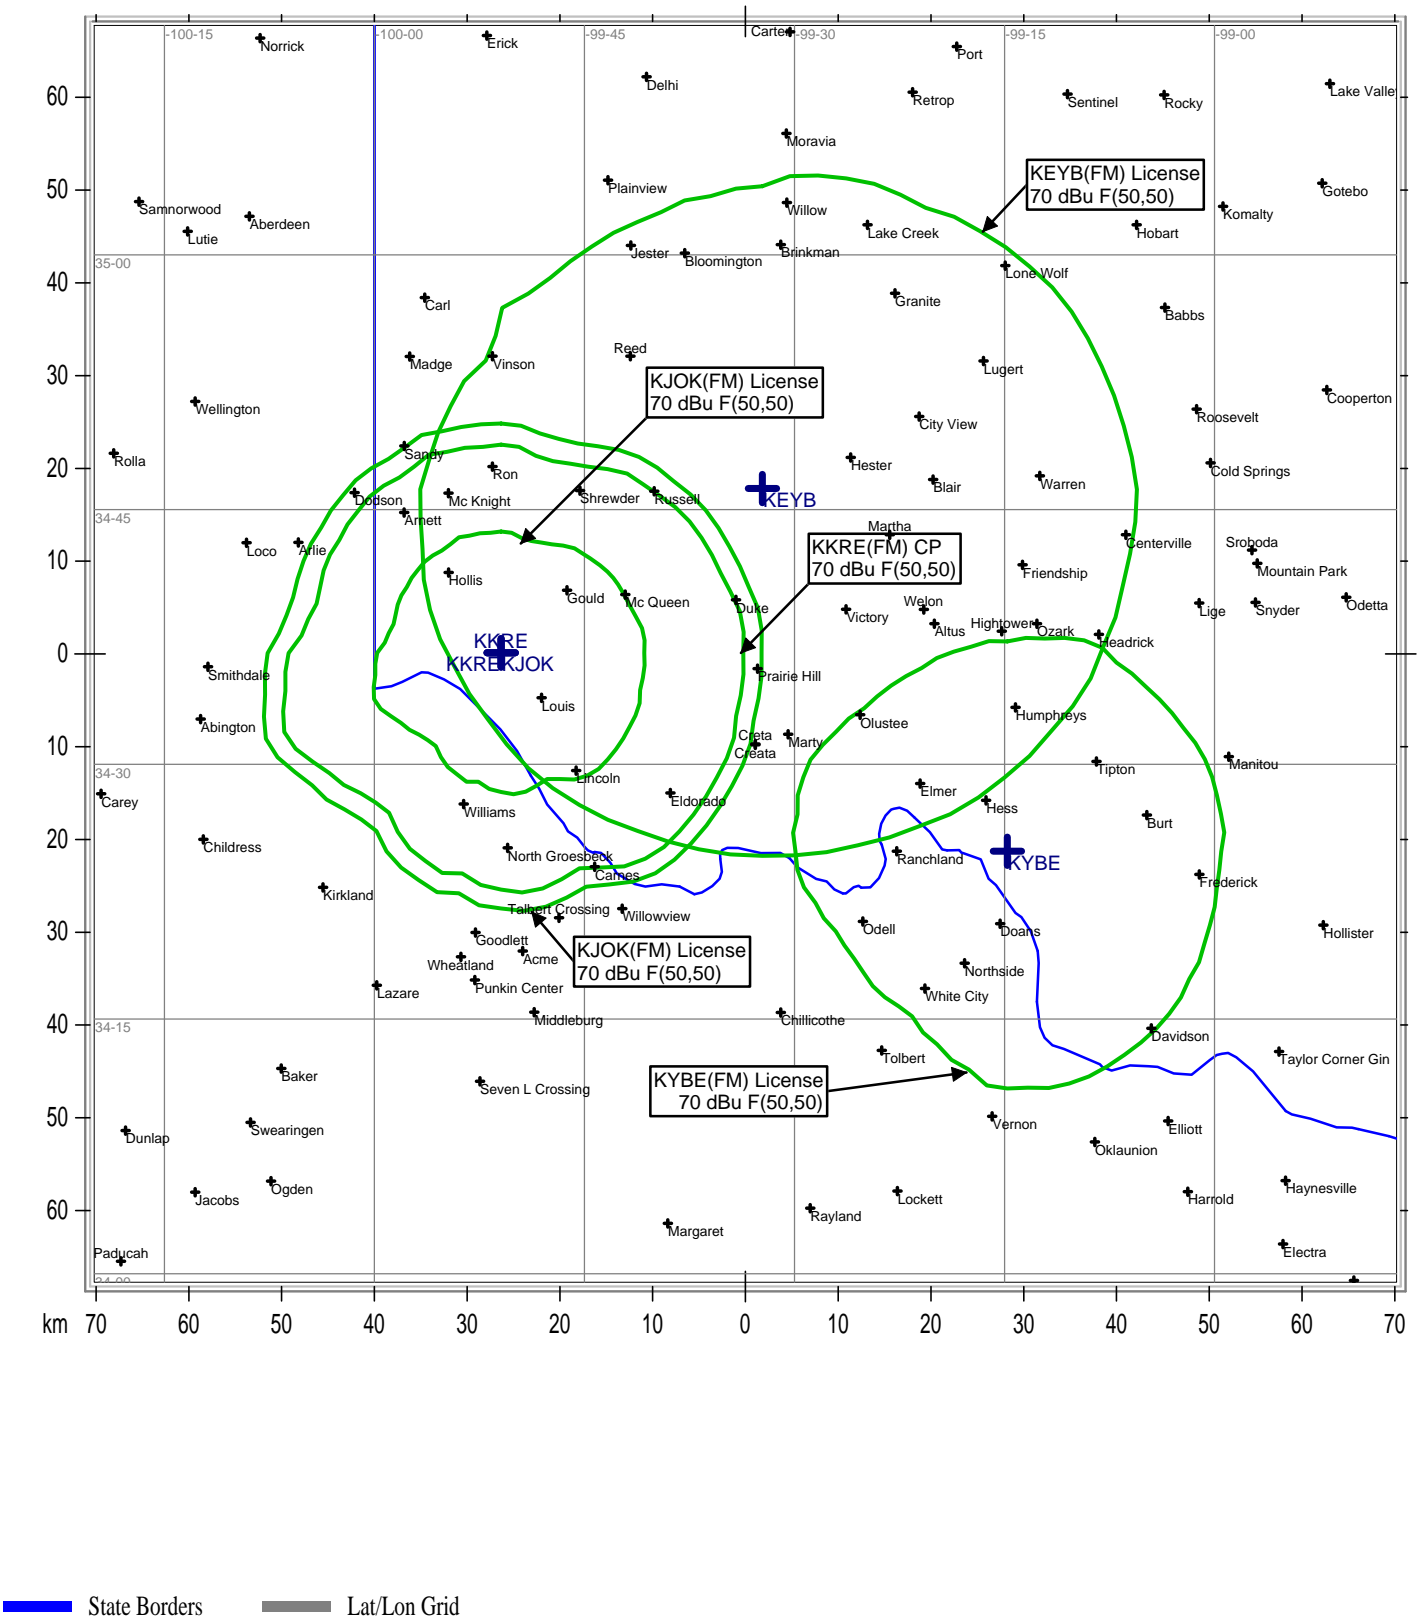 -100-15
-100-00
-99-45
Carter
-99-30
-99-15
-99-00
Norrick
Erick
Port
Delhi
Retrop
Sentinel
Rocky
Lake Valley
60
Moravia
KEYB(FM) License
70 dBu F(50,50)
50
Plainview
Gotebo
Samnorwood
Aberdeen
Willow
Komalty
Lutie
Lake Creek
Hobart
Jester
Bloomington
Brinkman
35-00
Lone Wolf
40
Carl
Granite
Babbs
Reed
Madge
Vinson
Lugert
30
KJOK(FM) License
70 dBu F(50,50)
Wellington
Cooperton
City View
Roosevelt
Sandy
Rolla
Ron
Hester
Cold Springs
20
Blair
Warren
Dodson
Mc Knight
Shrewder
Russell
KEYB
34-45
Arnett
Martha
Loco
Arlie
KKRE(FM) CP
70 dBu F(50,50)
Centerville
Sroboda
10
Hollis
Friendship
Mountain Park
Gould
Mc Queen
Duke
Victory
Welon
Lige
Snyder
Odetta
Altus
Hightower
Ozark
Headrick
KKRE
0
KKRE
KJOK
Smithdale
Prairie Hill
Louis
Humphreys
Abington
Olustee
Creta
Marty
10
Creata
34-30
Tipton
Manitou
Lincoln
Carey
Williams
Eldorado
Elmer
Hess
Burt
20
Childress
North Groesbeck
Ranchland
KYBE
Carnes
Kirkland
Frederick
Talbert Crossing
Willowview
30
Goodlett
Odell
Doans
Hollister
KJOK(FM) License
70 dBu F(50,50)
Wheatland
Acme
Northside
Lazare
Punkin Center
White City
40
34-15
Middleburg
Chillicothe
Davidson
Tolbert
Taylor Corner Gin
Baker
KYBE(FM) License
70 dBu F(50,50)
Seven L Crossing
50
Dunlap
Swearingen
Vernon
Elliott
Oklaunion
Ogden
Haynesville
Jacobs
Lockett
Harrold
60
Rayland
Margaret
Paducah
Electra
34-00
km 70 60 50 40 30 20 10 0 10 20 30 40 50 60 70
State Borders
Lat/Lon Grid